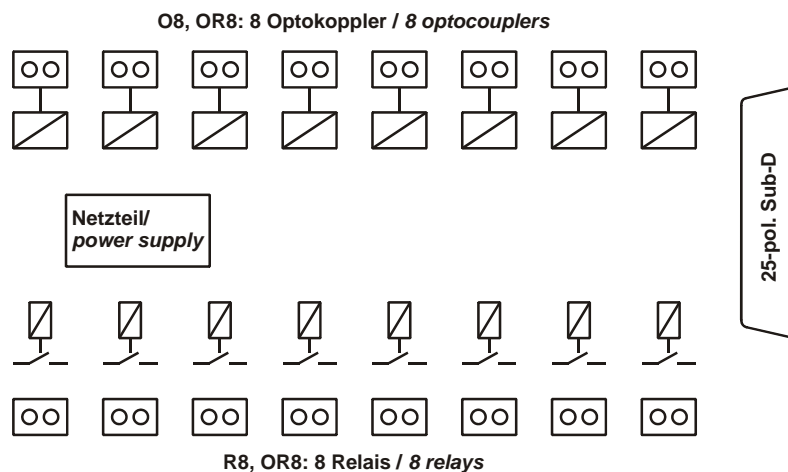 O8, OR8: 8 Optokoppler / 8 optocouplers
25-pol. Sub-D
Netzteil/
power supply
R8, OR8: 8 Relais / 8 relays